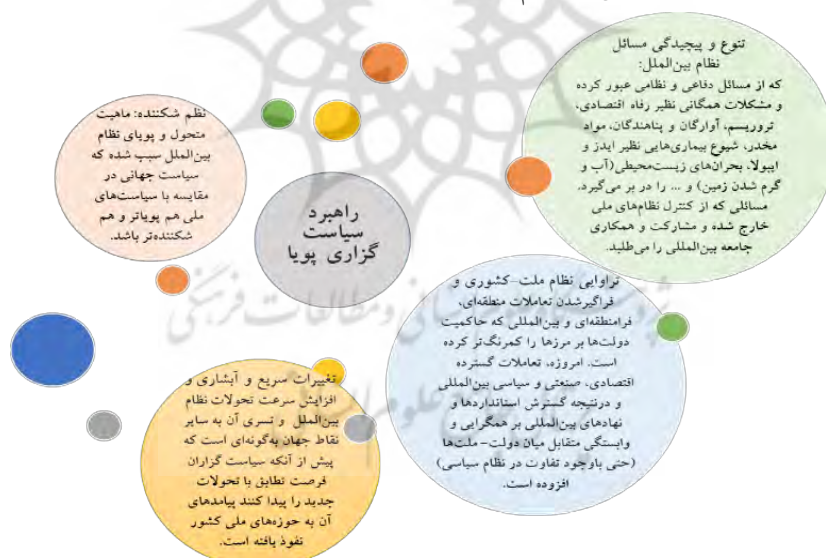 تنوع و پیچیدگی مسائل
نظام بین‌الملل:
که از مسائل دفاعی و نظامی عبور کرده
و مشکلات همگانی نظیر رفاه اقتصادی،
تروریسم، آوارگان و پناهندگان، مواد
مخدر، شیوع بیماری‌هایی نظیر ایدز و
ایبولا، بحران‌های زیست‌محیطی(آب و
گرم شدن زمین) و ... را در بر می‌گیرد.
مسائلی که از کنترل نظام‌های ملی
خارج شده و مشارکت و همکاری
جامعه بین‌المللی را می‌طلبد.
نظم شکننده: ماهیت
متحول و پویای نظام
بین‌الملل سبب شده که
سیاست جهانی در
مقایسه با سیاست‌های
ملی هم پویاتر و هم
شکننده‌تر باشد.
راهبرد
سیاست
گزاری پویا
تراوایی نظام ملت-کشوری و
فراگیرشدن تعاملات منطقه‌ای،
فرامنطقه‌ای و بین‌المللی که حاکمیت
دولت‌ها بر مرزها را کمرنگ‌تر کرده
است. امروزه، تعاملات گسترده
اقتصادی، صنعتی و سیاسی بین‌المللی
و درنتیجه گسترش استانداردها و
نهادهای بین‌المللی بر همگرایی و
وابستگی متقابل میان دولت-ملت‌ها
(حتی باوجود تفاوت در نظام سیاسی)
افزوده است.
تغییرات سریع و آبشاری و
افزایش سرعت تحولات نظام
بین‌الملل و تسری آن به سایر
نقاط جهان به‌گونه‌ای است که
پیش از آنکه سیاست گزاران
فرصت تطابق با تحولات
جدید را پیدا کنند پیامدهای
آن به حوزه‌های ملی کشور
نفوذ یافته است.
پژوهشگاه علوم انسانی و مطالعات فرهنگی